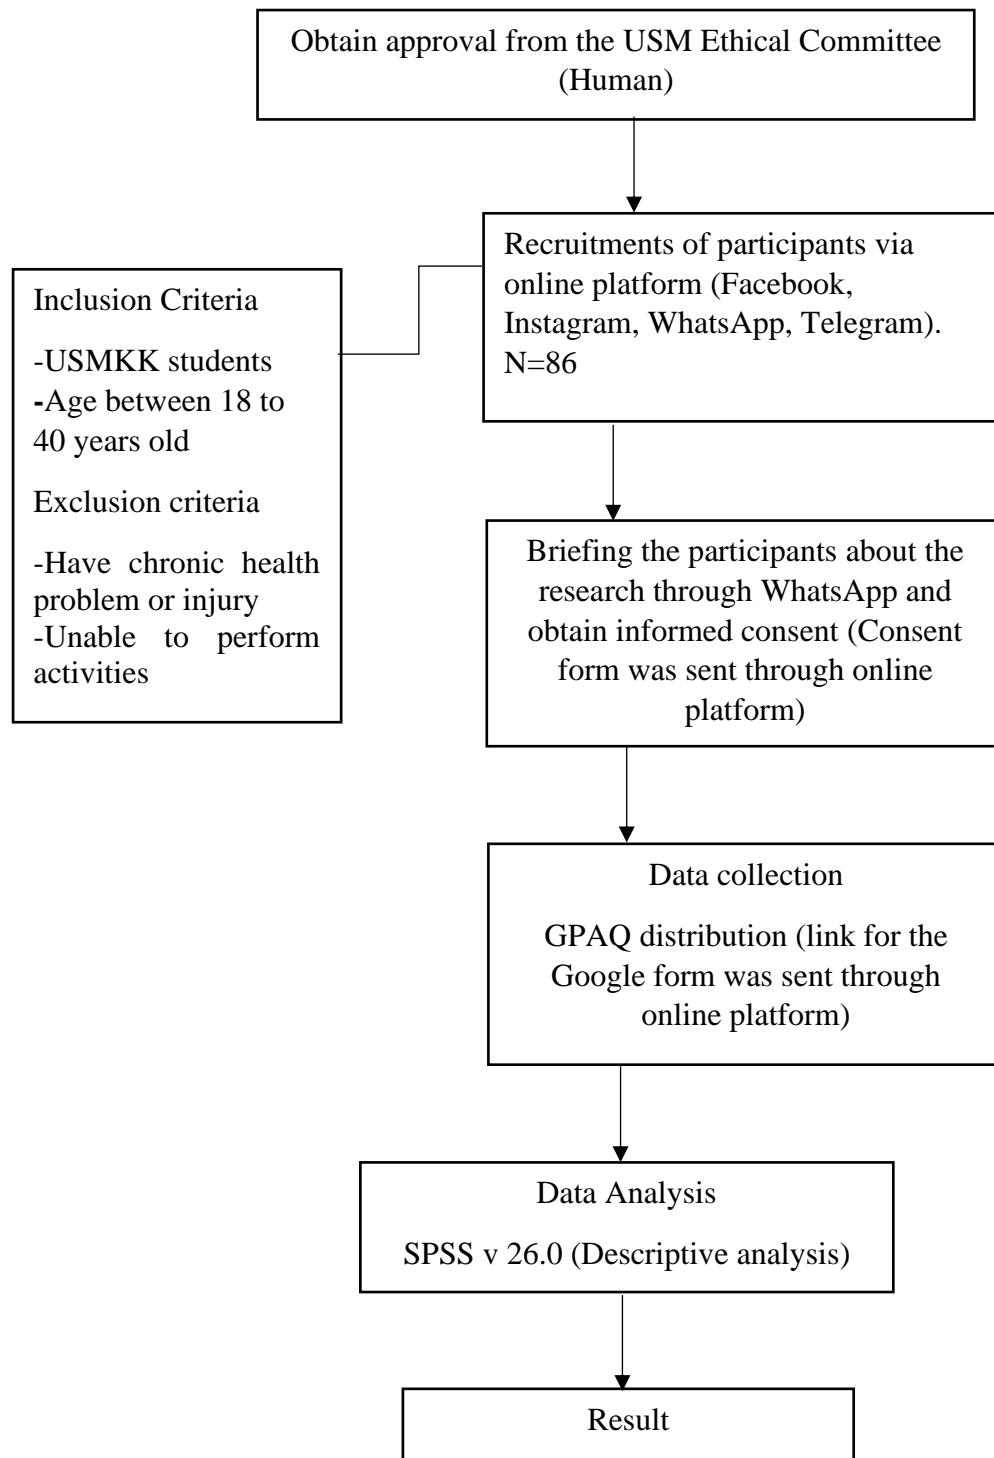 Obtain approval from the USM Ethical Committee
(Human)
Recruitments of participants via
online platform (Facebook,
Instagram, WhatsApp, Telegram).
N=86
Inclusion Criteria
-USMKK students
-Age between 18 to
40 years old
Exclusion criteria
-Have chronic health
problem or injury
-Unable to perform
activities
Briefing the participants about the
research through WhatsApp and
obtain informed consent (Consent
form was sent through online
platform)
Data collection
GPAQ distribution (link for the
Google form was sent through
online platform)
Data Analysis
SPSS v 26.0 (Descriptive analysis)
Result